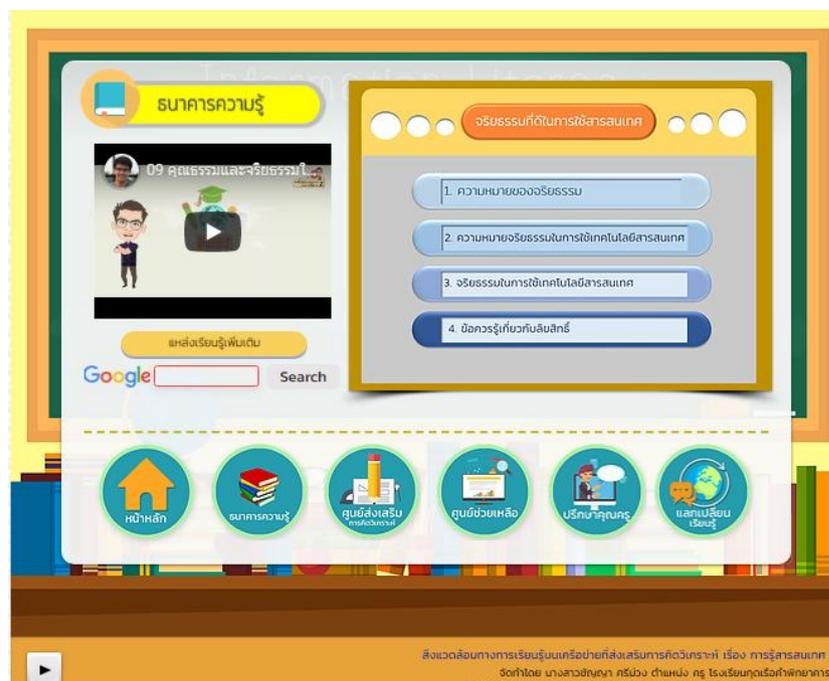 Information Literac
ธนาคารความรู้
จริยธรรมที่ดีในการใช้สารสนเทศ
09 คุณธรรมและจริยธรรมใ...
1. ความหมายของจริยธรรม
2. ความหมายจริยธรรมในการใช้เทคโนโลยีสารสนเทศ
3. จริยธรรมในการใช้เทคโนโลยีสารสนเทศ
4. ข้อควรรู้เกี่ยวกับลิขสิทธิ์
แหล่งเรียนรู้เพิ่มเติม
Google Search
หน้าหลัก
ธนาคารความรู้
ศูนย์ส่งเสริม
การคิดวิเคราะห์
ศูนย์ช่วยเหลือ
ปรึกษาคุณครู
แลกเปลี่ยน
เรียนรู้
สิ่งแวดล้อมทางการเรียนรู้บนเครือข่ายที่ส่งเสริมการคิดวิเคราะห์ เรื่อง การรู้สารสนเทศ
จัดทำโดย นางสาวชัญญา ศรีม่วง ตำแหน่ง ครู โรงเรียนกุดเรือคำพิทยาคาร